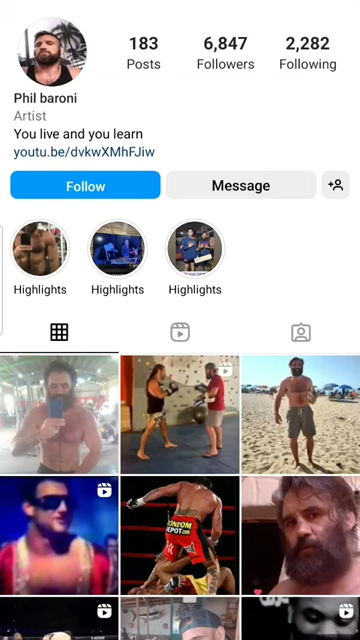 183
6,847
2,282
Posts
Followers
Following
Phil baroni
Artist
You live and you learn
youtu.be/dvkwXMhFJiw
Follow
Message
Highlights
Highlights
Highlights
CONDOM
DEPOT.com